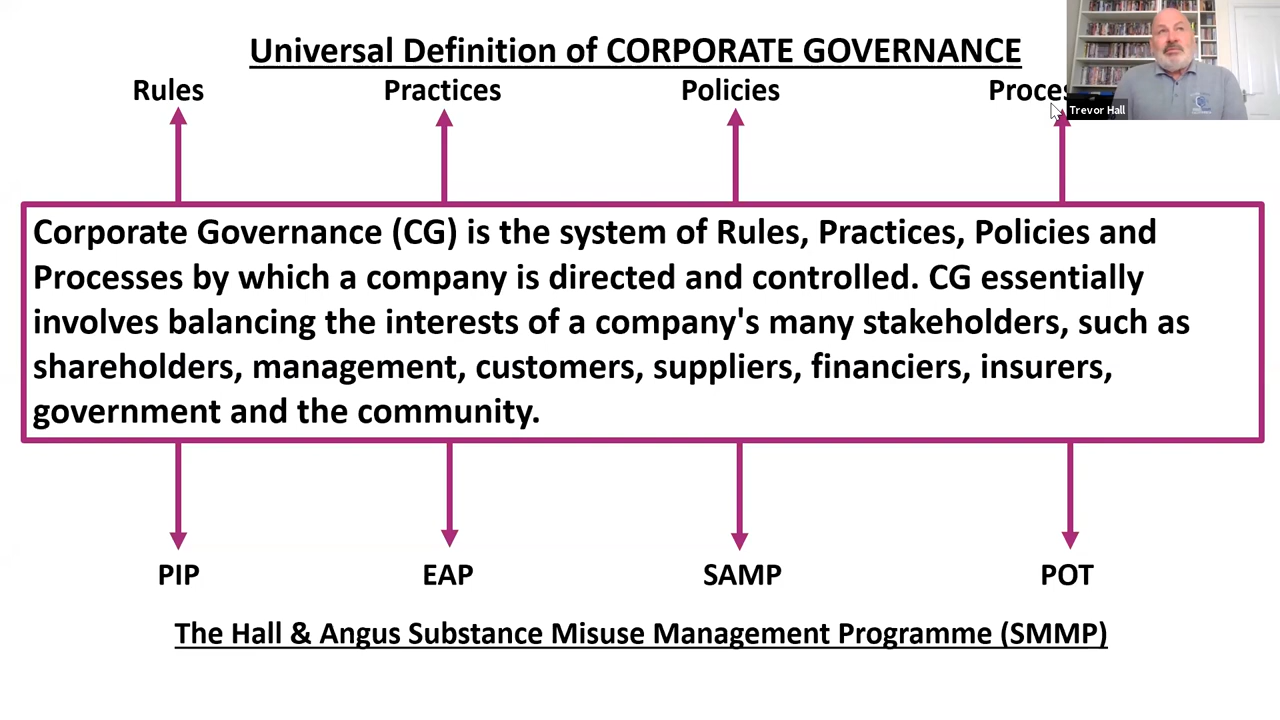 Universal Definition of CORPORATE GOVERNANCE
Rules Practices Policies Proces
Trevor Hall
Corporate Governance (CG) is the system of Rules, Practices, Policies and
Processes by which a company is directed and controlled. CG essentially
involves balancing the interests of a company's many stakeholders, such as
shareholders, management, customers, suppliers, financiers, insurers,
government and the community.
PIP EAP SAMP POT
The Hall & Angus Substance Misuse Management Programme (SMMP)